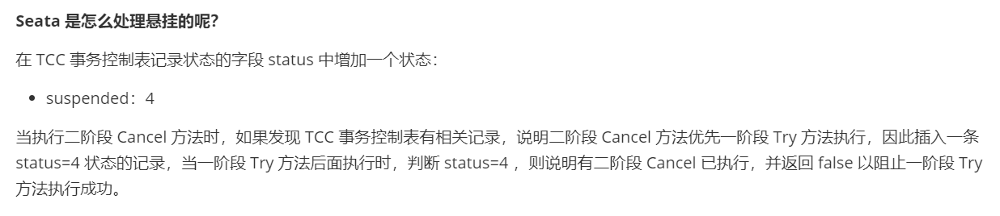 Seata 是怎么处理悬挂的呢？
在 TCC 事务控制表记录状态的字段 status 中增加一个状态：
• suspended：4
当执行二阶段 Cancel 方法时，如果发现 TCC 事务控制表有相关记录，说明二阶段 Cancel 方法优先一阶段 Try 方法执行，因此插入一条
status=4 状态的记录，当一阶段 Try 方法后面执行时，判断 status=4 ，则说明有二阶段 Cancel 已执行，并返回 false 以阻止一阶段 Try
方法执行成功。